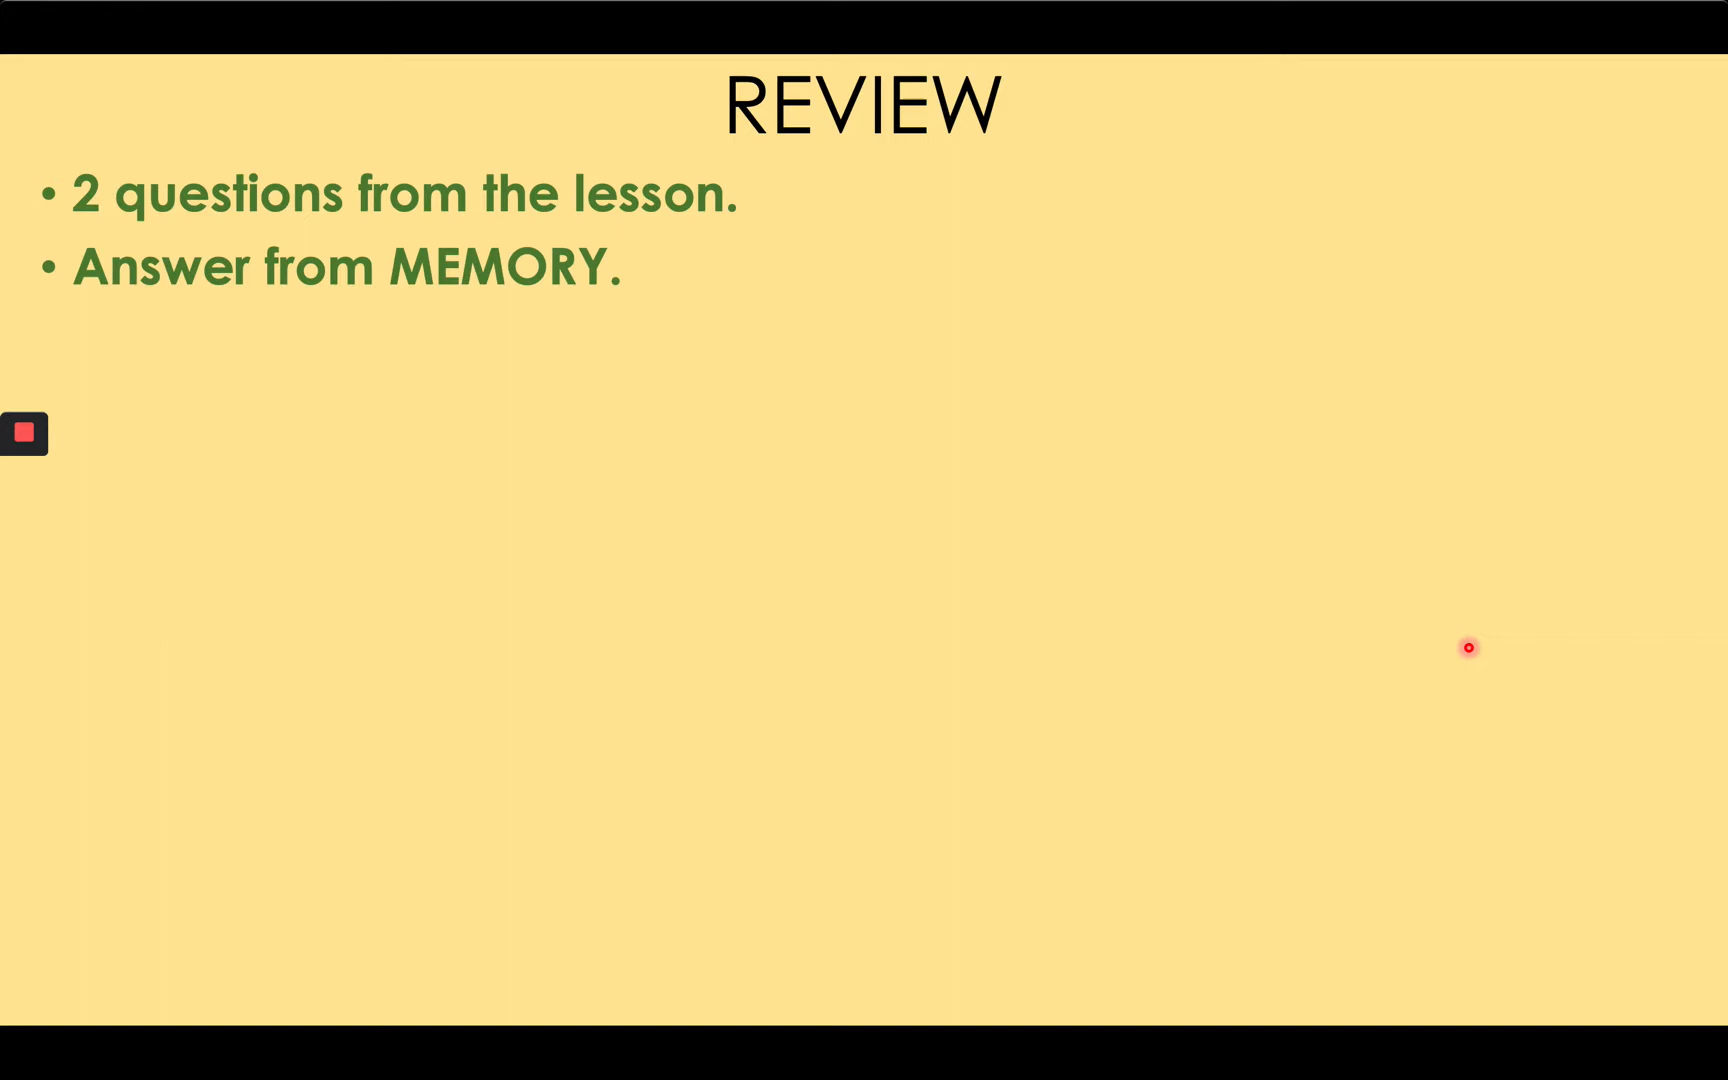 REVIEW
• 2 questions from the lesson.
• Answer from MEMORY.